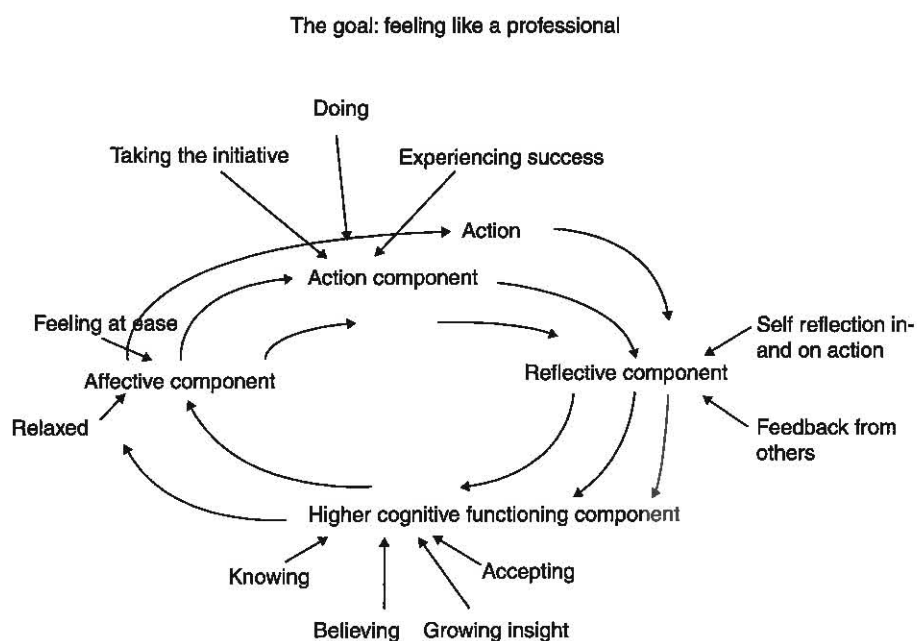 The goal: feeling like a professional
Doing
Taking the initiative
Experiencing success
Action
Action component
Feeling at ease
Self reflection in-
and on action
Affective component
Reflective component
Relaxed
Feedback from
others
Higher cognitive functioning component
Knowing
Accepting
Believing
Growing insight